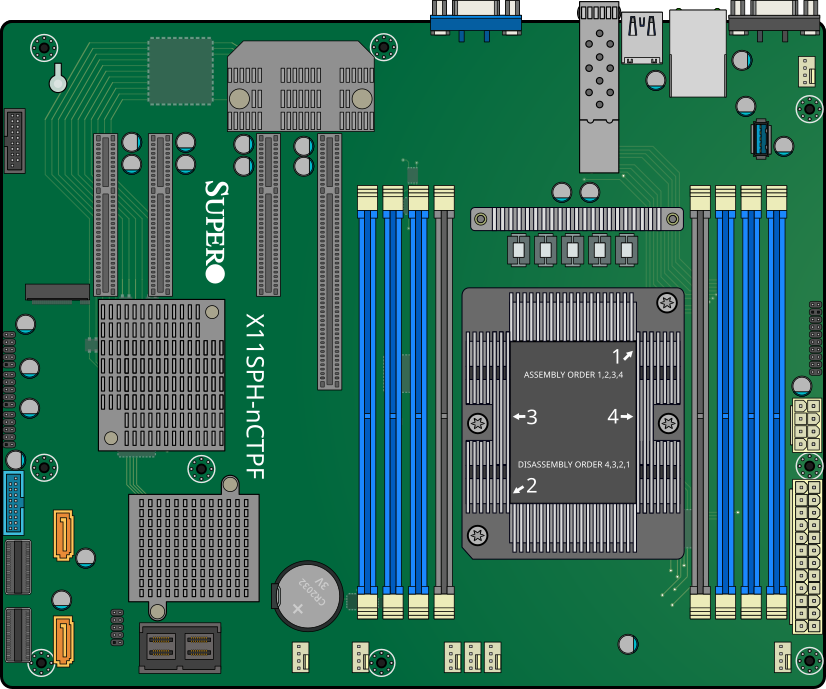 SUPER
X11SPH-nCTPF
1
ASSEMBLY ORDER 1,2,3,4
3
4
DISASSEMBLY ORDER 4,3,2,1
2
CR2032
3V
+